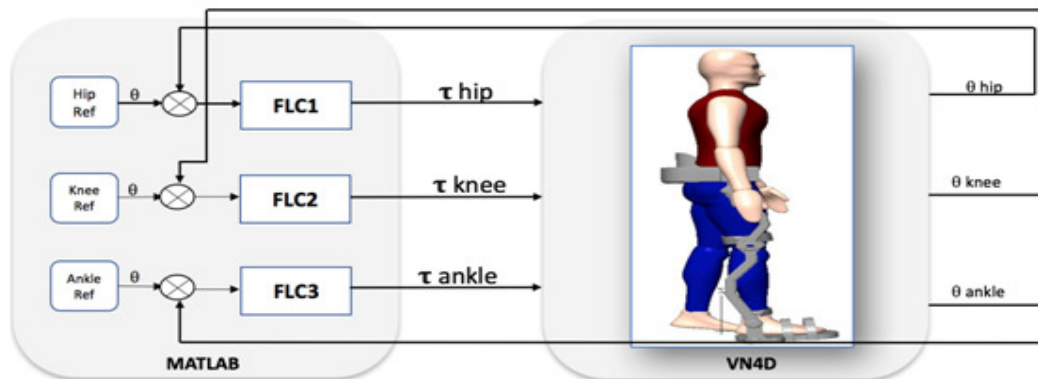 Hip
Ref
θ
FLC1
τ hip
θ hip
Knee
Ref
θ
FLC2
τ knee
θ knee
Ankle
Ref
θ
FLC3
τ ankle
θ ankle
MATLAB
VN4D